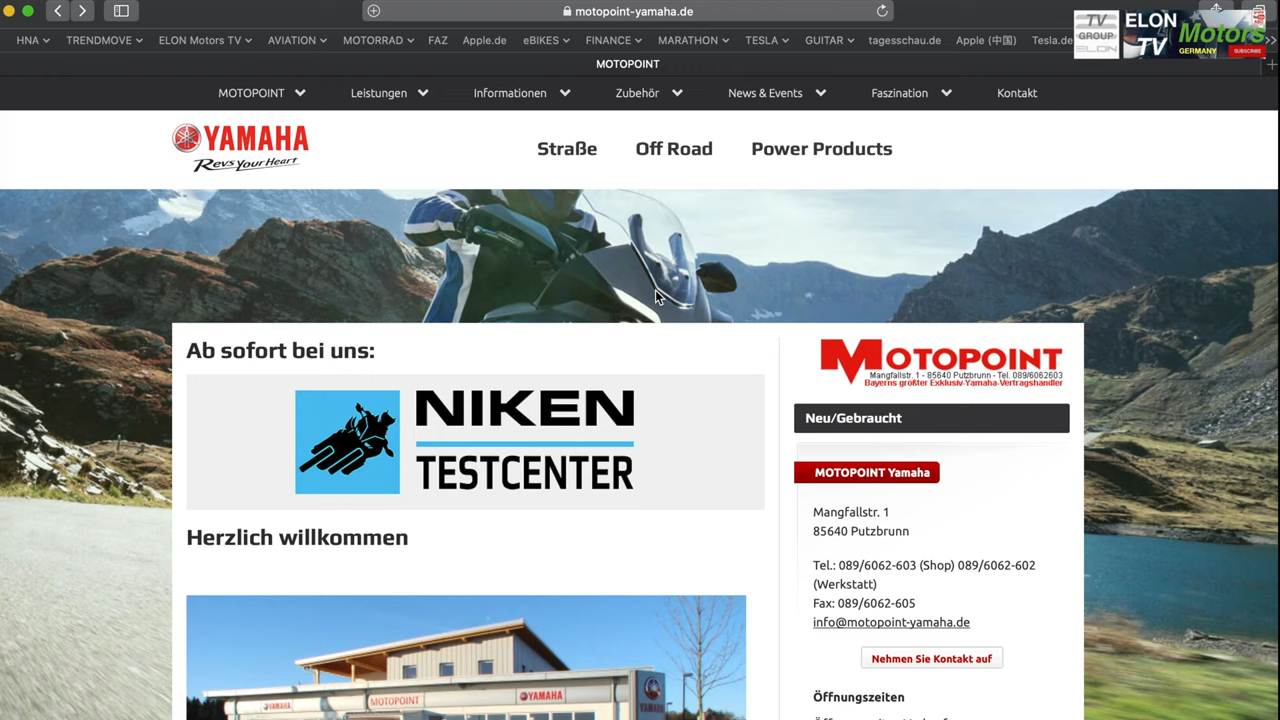 motopoint-yamaha.de
HNA TRENDMOVE ELON Motors TV AVIATION MOTORRAD FAZ Apple.de eBIKES FINANCE MARATHON TESLA GUITAR tagesschau.de Apple (中国) Tesla.de
TV GROUP ELON
ELON TV Motors GERMANY SUBSCRIBE
MOTOPOINT
MOTOPOINT Leistungen Informationen Zubehör News & Events Faszination Kontakt
YAMAHA
Revs Your Heart
Straße Off Road Power Products
Ab sofort bei uns:
NIKEN
TESTCENTER
Herzlich willkommen
YAMAHA MOTOPOINT YAMAHA
YAMAHA
MOTOPOINT
Mangfallstr. 1 - 85640 Putzbrunn - Tel. 089/6062603
Bayerns größter Exklusiv-Yamaha-Vertragshändler
Neu/Gebraucht
MOTOPOINT Yamaha
Mangfallstr. 1
85640 Putzbrunn
Tel.: 089/6062-603 (Shop) 089/6062-602
(Werkstatt)
Fax: 089/6062-605
info@motopoint-yamaha.de
Nehmen Sie Kontakt auf
Öffnungszeiten